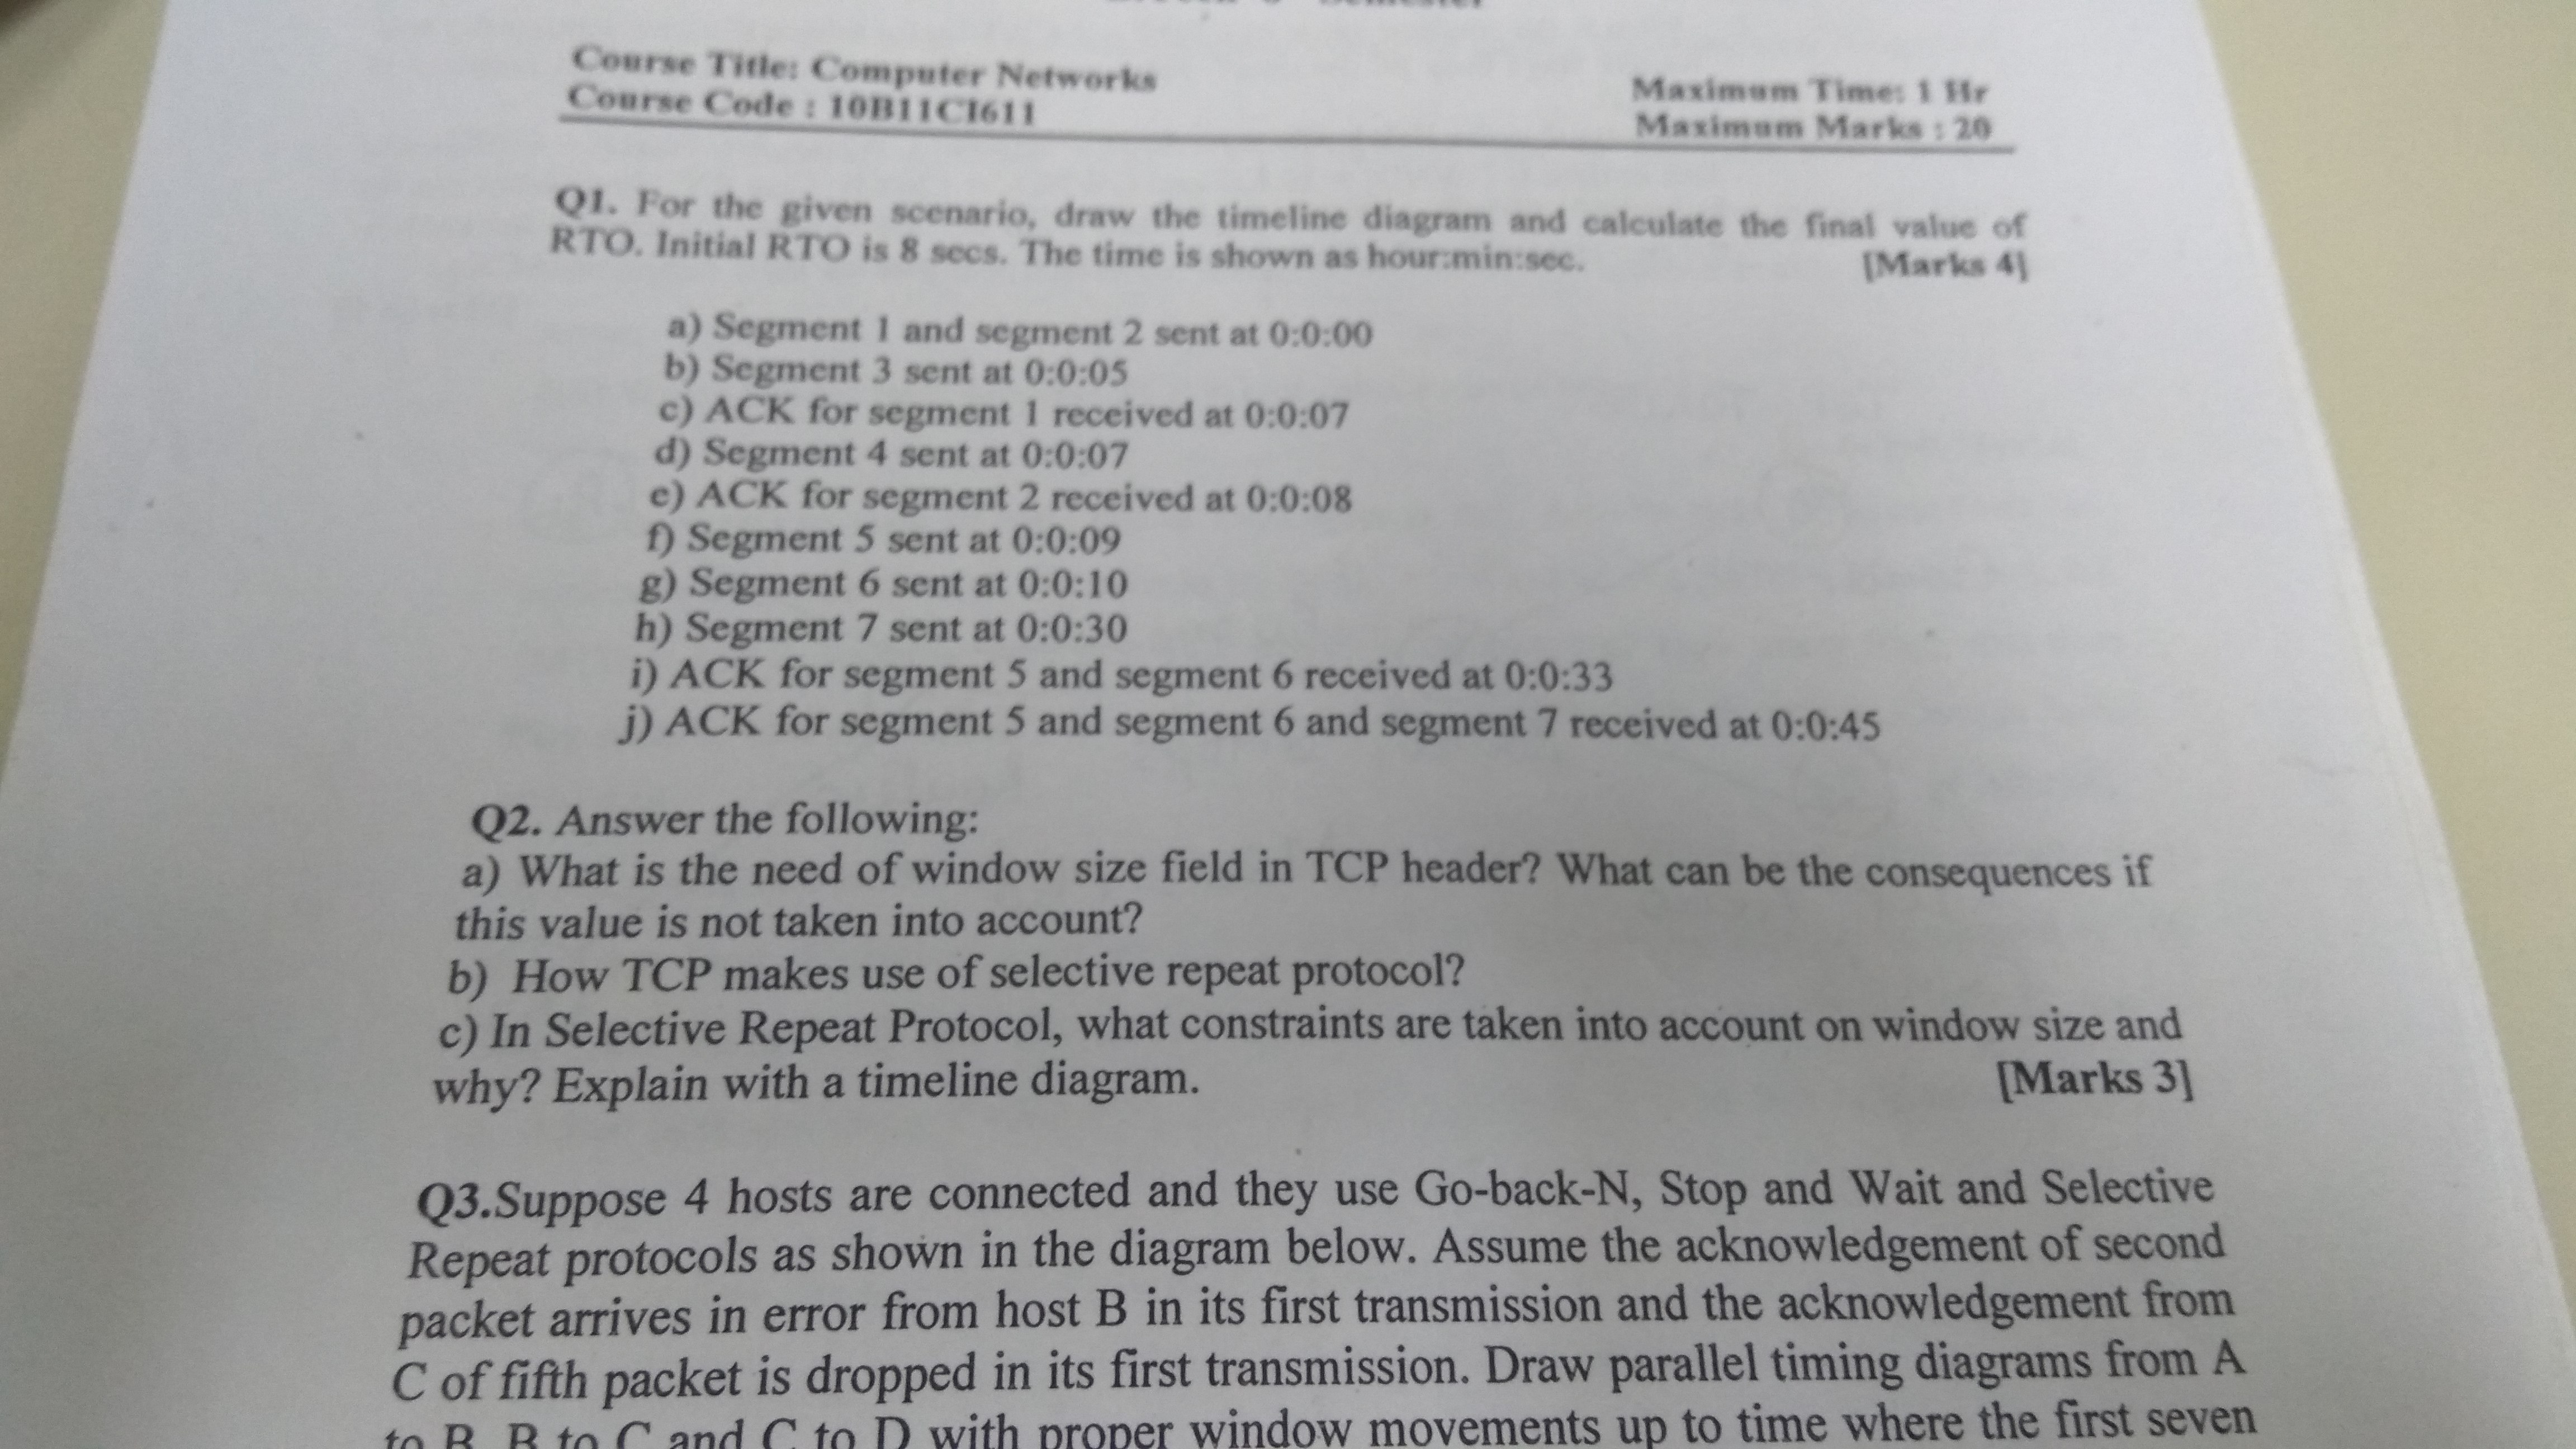 Semester
Course Title: Computer Networks
Course Code : 10B11CI611
Maximum Time: 1 Hr
Maximum Marks : 20
Q1. For the given scenario, draw the timeline diagram and calculate the final value of
RTO. Initial RTO is 8 secs. The time is shown as hour:min:sec. [Marks 4]
a) Segment 1 and segment 2 sent at 0:0:00
b) Segment 3 sent at 0:0:05
c) ACK for segment 1 received at 0:0:07
d) Segment 4 sent at 0:0:07
e) ACK for segment 2 received at 0:0:08
f) Segment 5 sent at 0:0:09
g) Segment 6 sent at 0:0:10
h) Segment 7 sent at 0:0:30
i) ACK for segment 5 and segment 6 received at 0:0:33
j) ACK for segment 5 and segment 6 and segment 7 received at 0:0:45
Q2. Answer the following:
a) What is the need of window size field in TCP header? What can be the consequences if
this value is not taken into account?
b) How TCP makes use of selective repeat protocol?
c) In Selective Repeat Protocol, what constraints are taken into account on window size and
why? Explain with a timeline diagram. [Marks 3]
Q3.Suppose 4 hosts are connected and they use Go-back-N, Stop and Wait and Selective
Repeat protocols as shown in the diagram below. Assume the acknowledgement of second
packet arrives in error from host B in its first transmission and the acknowledgement from
C of fifth packet is dropped in its first transmission. Draw parallel timing diagrams from A
to B, B to C and C to D with proper window movements up to time where the first seven